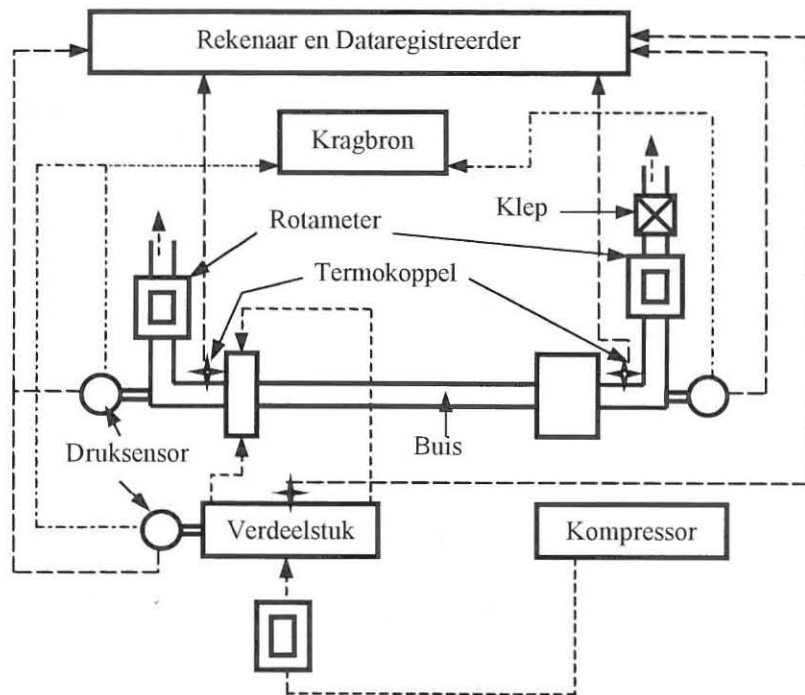 Rekenaar en Dataregistreerder
Kragbron
Klep
Rotameter
Termokoppel
Buis
Druksensor
Verdeelstuk
Kompressor